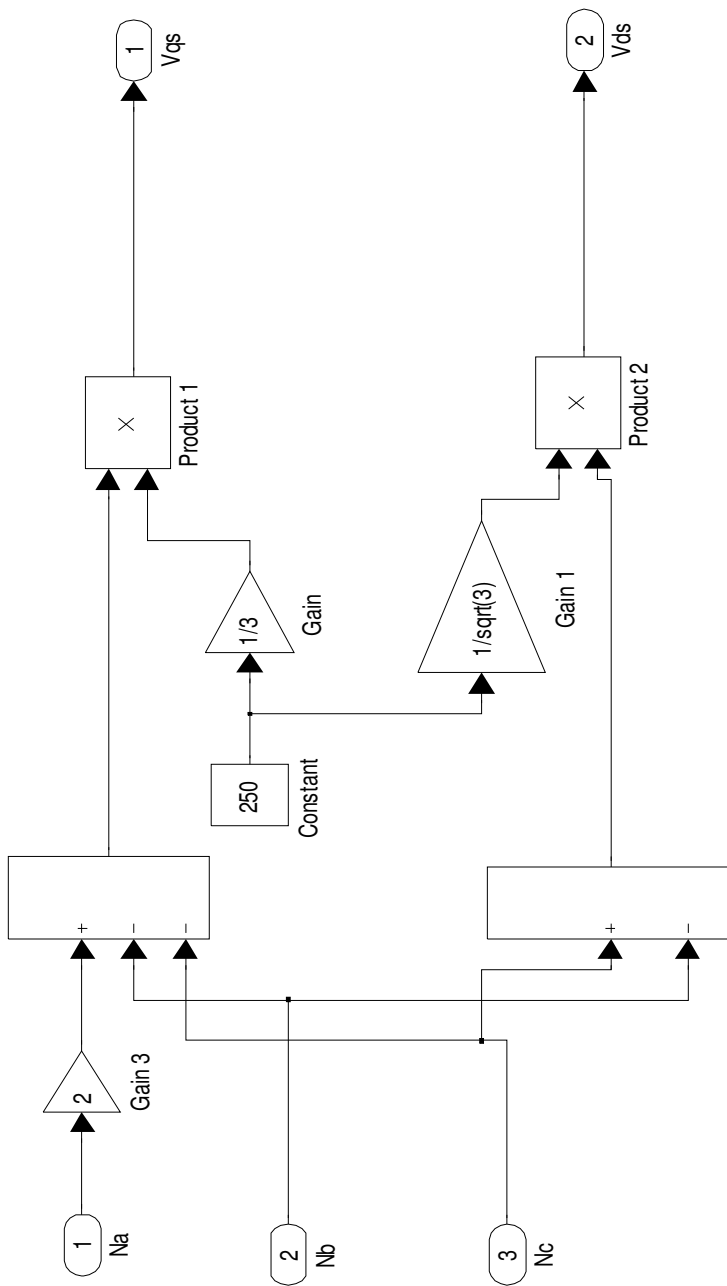 1
Na
2
Gain 3
2
Nb
3
Nc
+
−
−
+
−
250
Constant
1/3
Gain
1/sqrt(3)
Gain 1
X
Product 1
X
Product 2
1
Vqs
2
Vds